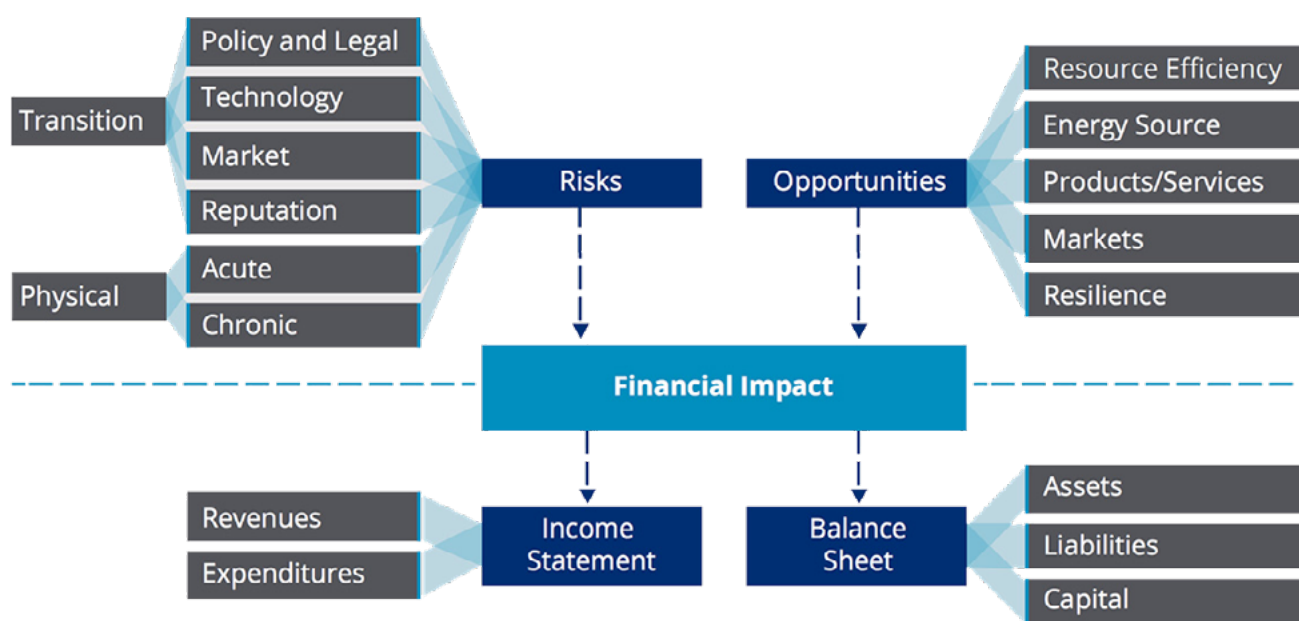 Transition
Physical
Policy and Legal
Technology
Market
Reputation
Acute
Chronic
Risks
Opportunities
Resource Efficiency
Energy Source
Products/Services
Markets
Resilience
Financial Impact
Revenues
Expenditures
Income
Statement
Balance
Sheet
Assets
Liabilities
Capital